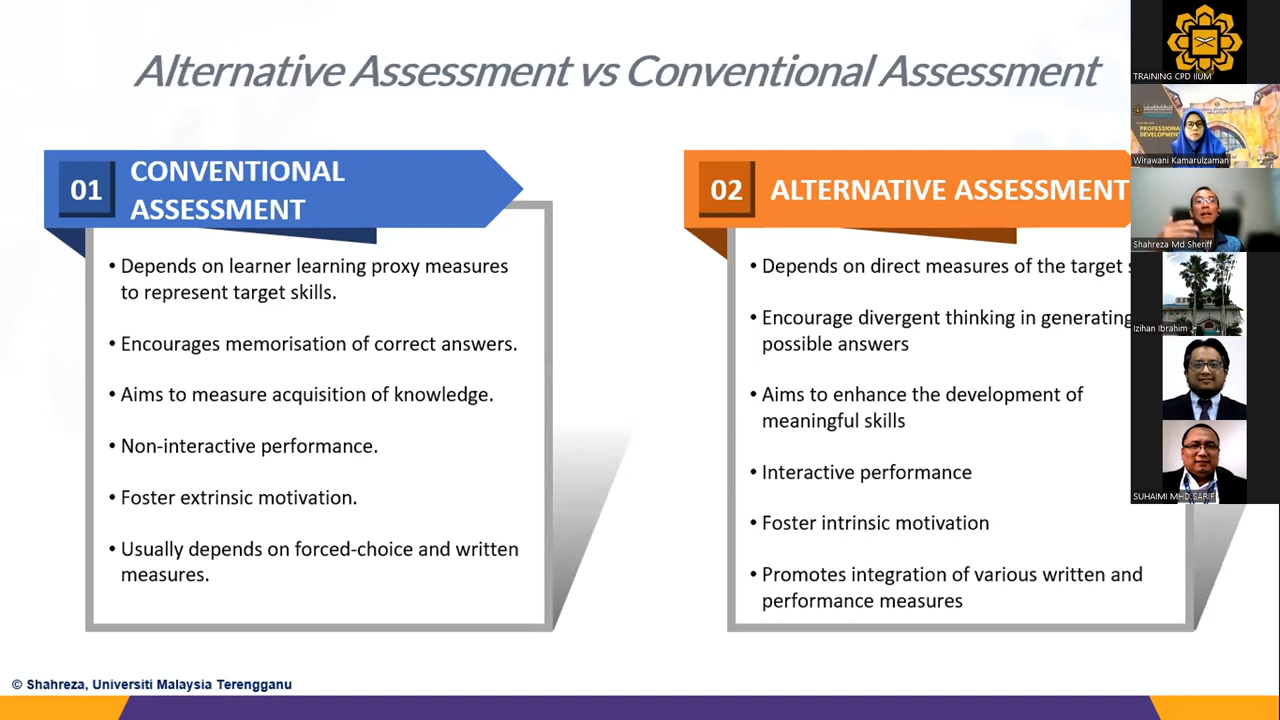 Alternative Assessment vs Conventional Assessment
01
CONVENTIONAL
ASSESSMENT
• Depends on learner learning proxy measures
to represent target skills.
• Encourages memorisation of correct answers.
• Aims to measure acquisition of knowledge.
• Non-interactive performance.
• Foster extrinsic motivation.
• Usually depends on forced-choice and written
measures.
02
ALTERNATIVE ASSESSMENT
• Depends on direct measures of the target
• Encourage divergent thinking in generating
possible answers
• Aims to enhance the development of
meaningful skills
• Interactive performance
• Foster intrinsic motivation
• Promotes integration of various written and
performance measures
© Shahreza, Universiti Malaysia Terengganu
TRAINING CPD IIUM
PROFESSIONAL
DEVELOPMENT
Wirawani Kamarulzaman
Shahreza Md Sheriff
Izihan Ibrahim
SUHAIMI MHD SARIF